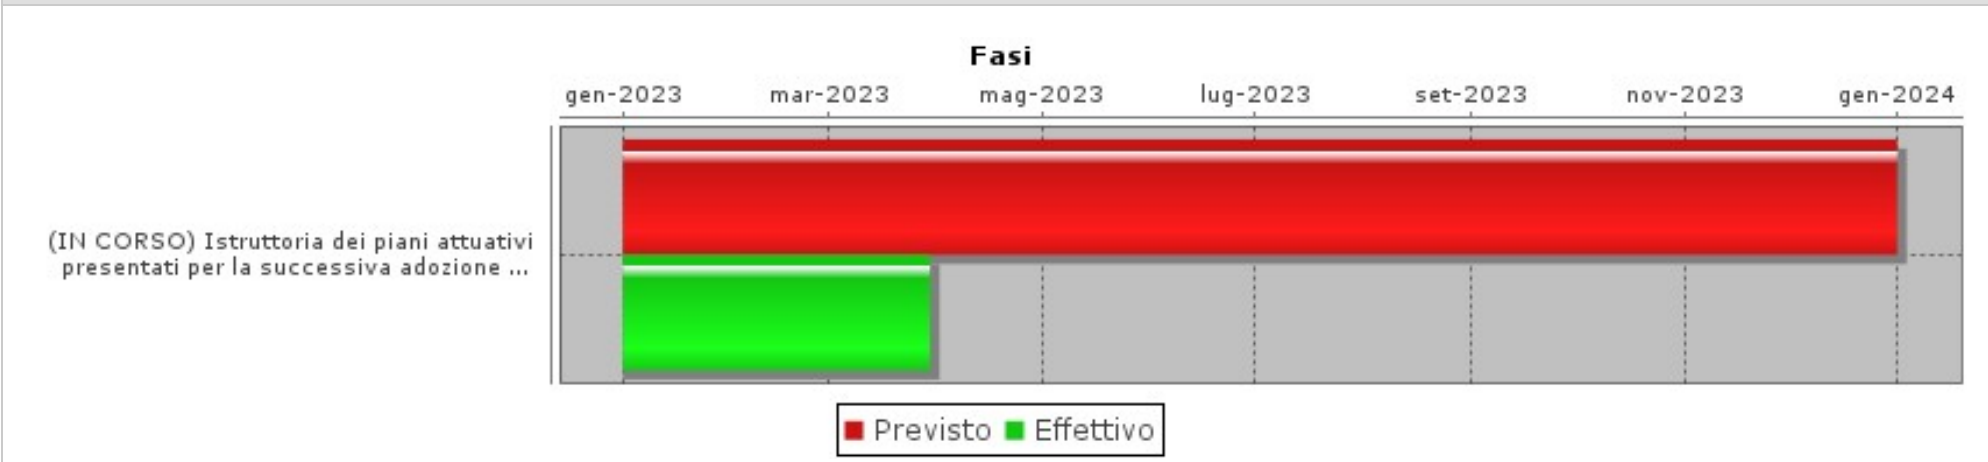 Fasi
gen-2023 mar-2023 mag-2023 lug-2023 set-2023 nov-2023 gen-2024
(IN CORSO) Istruttoria dei piani attuativi
presentati per la successiva adozione ...
Previsto Effettivo